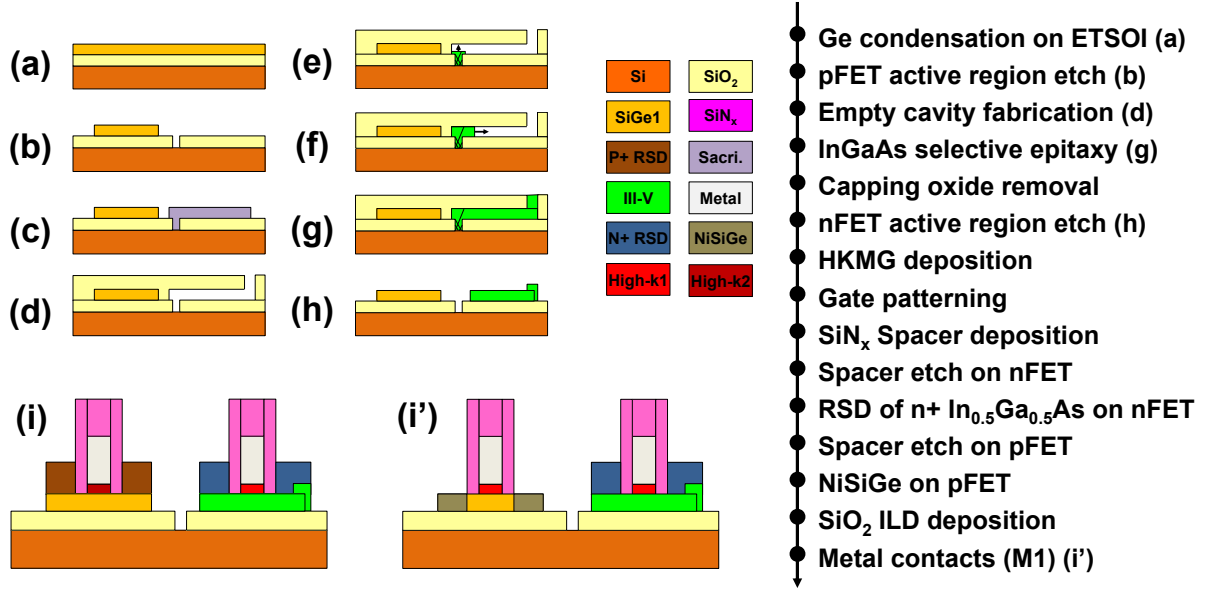 (a)
(b)
(c)
(d)
(e)
(f)
(g)
(h)
(i)
(i’)
Si
SiO2
SiGe1
SiNx
P+ RSD
Sacri.
III-V
Metal
N+ RSD
NiSiGe
High-k1
High-k2
Ge condensation on ETSOI (a)
pFET active region etch (b)
Empty cavity fabrication (d)
InGaAs selective epitaxy (g)
Capping oxide removal
nFET active region etch (h)
HKMG deposition
Gate patterning
SiNx Spacer deposition
Spacer etch on nFET
RSD of n+ In0.5Ga0.5As on nFET
Spacer etch on pFET
NiSiGe on pFET
SiO2 ILD deposition
Metal contacts (M1) (i’)